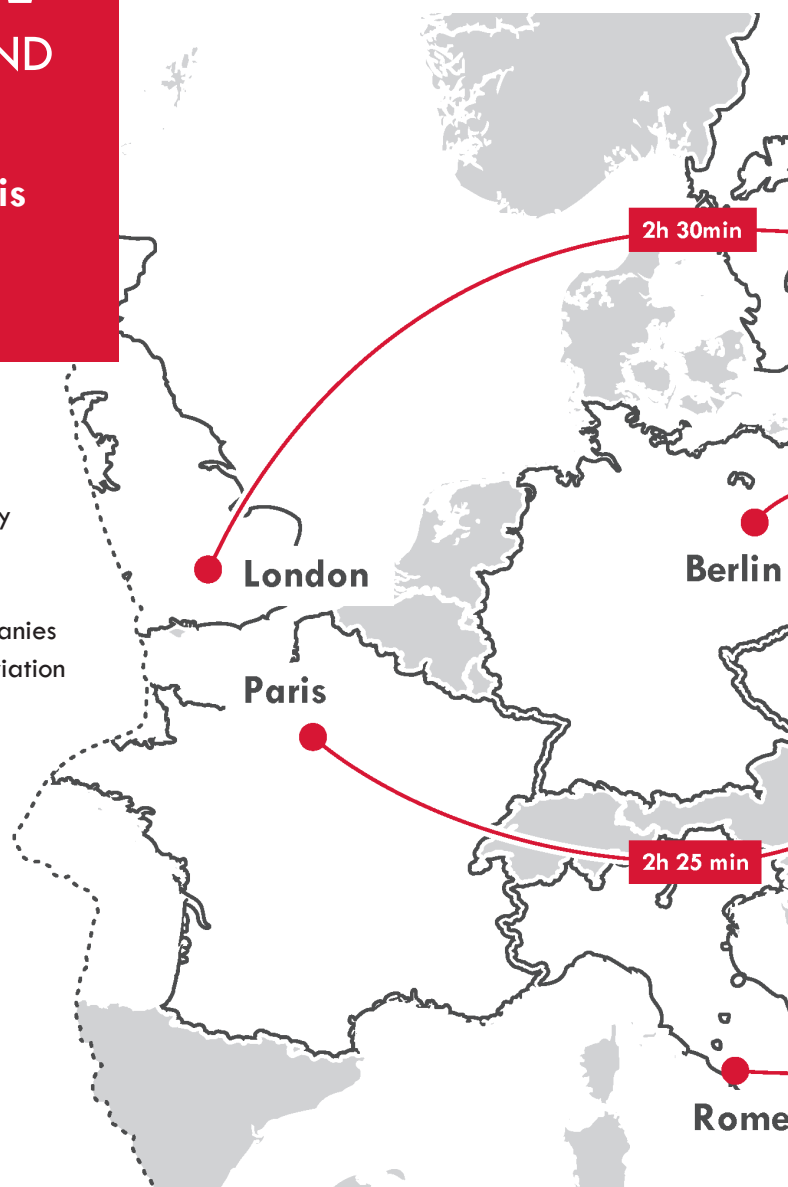 ND
is
2h 30min
y
London
Berlin
anies
iation
Paris
2h 25 min
Rome